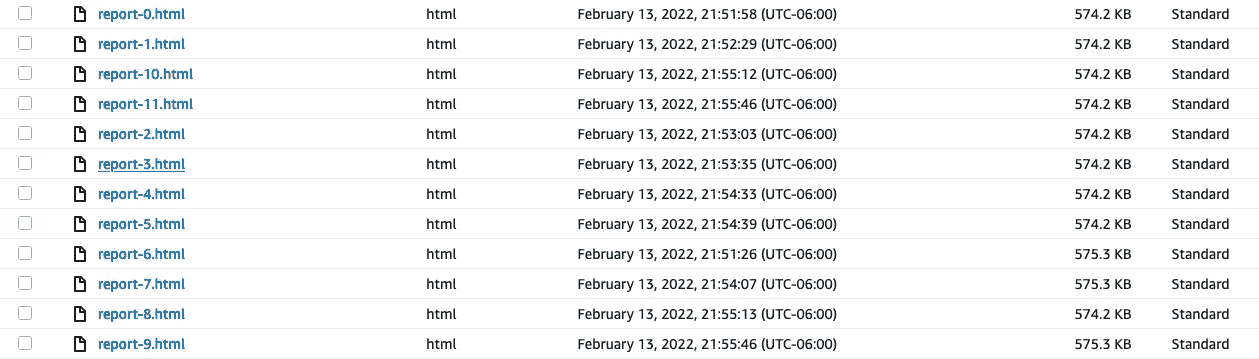 report-0.html html February 13, 2022, 21:51:58 (UTC-06:00) 574.2 KB Standard
report-1.html html February 13, 2022, 21:52:29 (UTC-06:00) 574.2 KB Standard
report-10.html html February 13, 2022, 21:55:12 (UTC-06:00) 574.2 KB Standard
report-11.html html February 13, 2022, 21:55:46 (UTC-06:00) 574.2 KB Standard
report-2.html html February 13, 2022, 21:53:03 (UTC-06:00) 574.2 KB Standard
report-3.html html February 13, 2022, 21:53:35 (UTC-06:00) 574.2 KB Standard
report-4.html html February 13, 2022, 21:54:33 (UTC-06:00) 574.2 KB Standard
report-5.html html February 13, 2022, 21:54:39 (UTC-06:00) 574.2 KB Standard
report-6.html html February 13, 2022, 21:51:26 (UTC-06:00) 575.3 KB Standard
report-7.html html February 13, 2022, 21:54:07 (UTC-06:00) 575.3 KB Standard
report-8.html html February 13, 2022, 21:55:13 (UTC-06:00) 574.2 KB Standard
report-9.html html February 13, 2022, 21:55:46 (UTC-06:00) 575.3 KB Standard